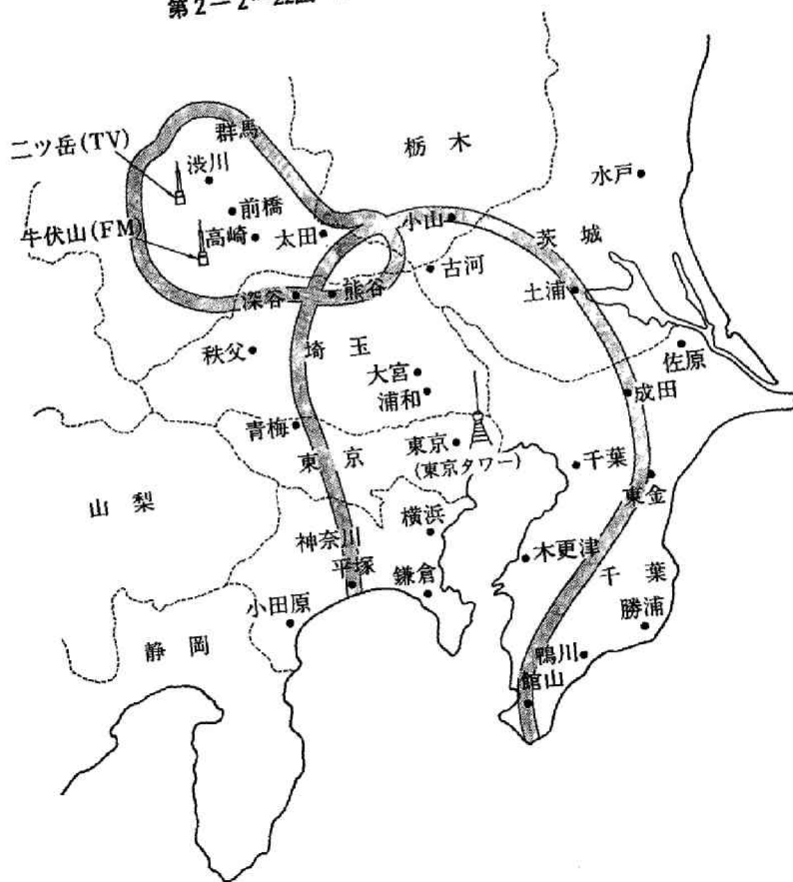 第2-2-
群馬
栃木
二ツ岳(TV)
渋川
水戸
前橋
牛伏山(FM)
高崎
太田
小山
茨城
古河
深谷
熊谷
土浦
秩父
埼玉
佐原
大宮
浦和
成田
青梅
東京
東京
(東京タワー)
千葉
東金
山梨
横浜
神奈川
木更津
平塚
鎌倉
千葉
小田原
勝浦
静岡
鴨川
館山